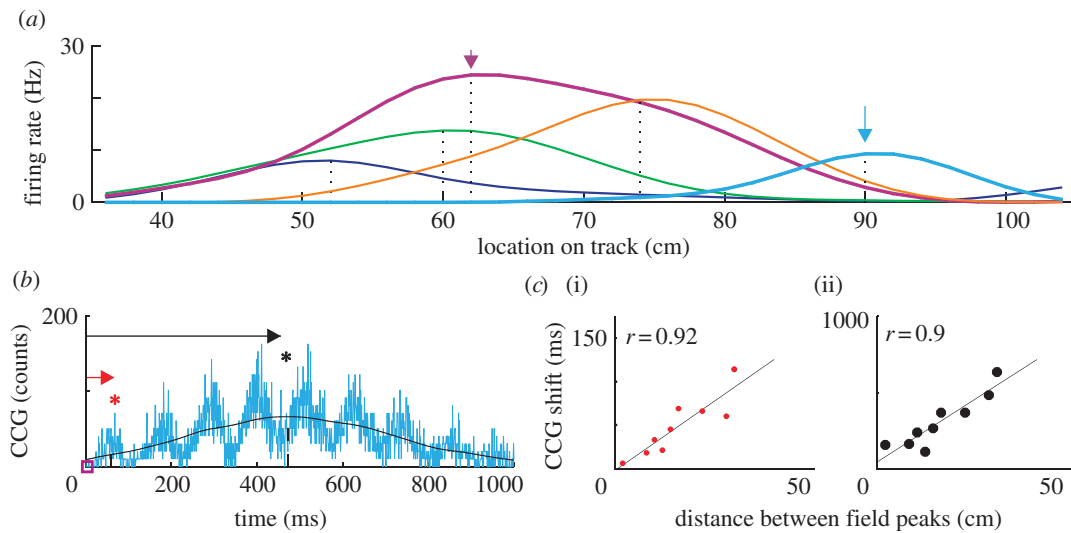 (a)
30
0
firing rate (Hz)
40 50 60 70 80 90 100
location on track (cm)
(b)
200
0
CCG (counts)
*
*
0 200 400 600 800 1000
time (ms)
(c) (i)
150
0
CCG shift (ms)
r=0.92
0 50
(ii)
1000
r=0.9
0 50
distance between field peaks (cm)